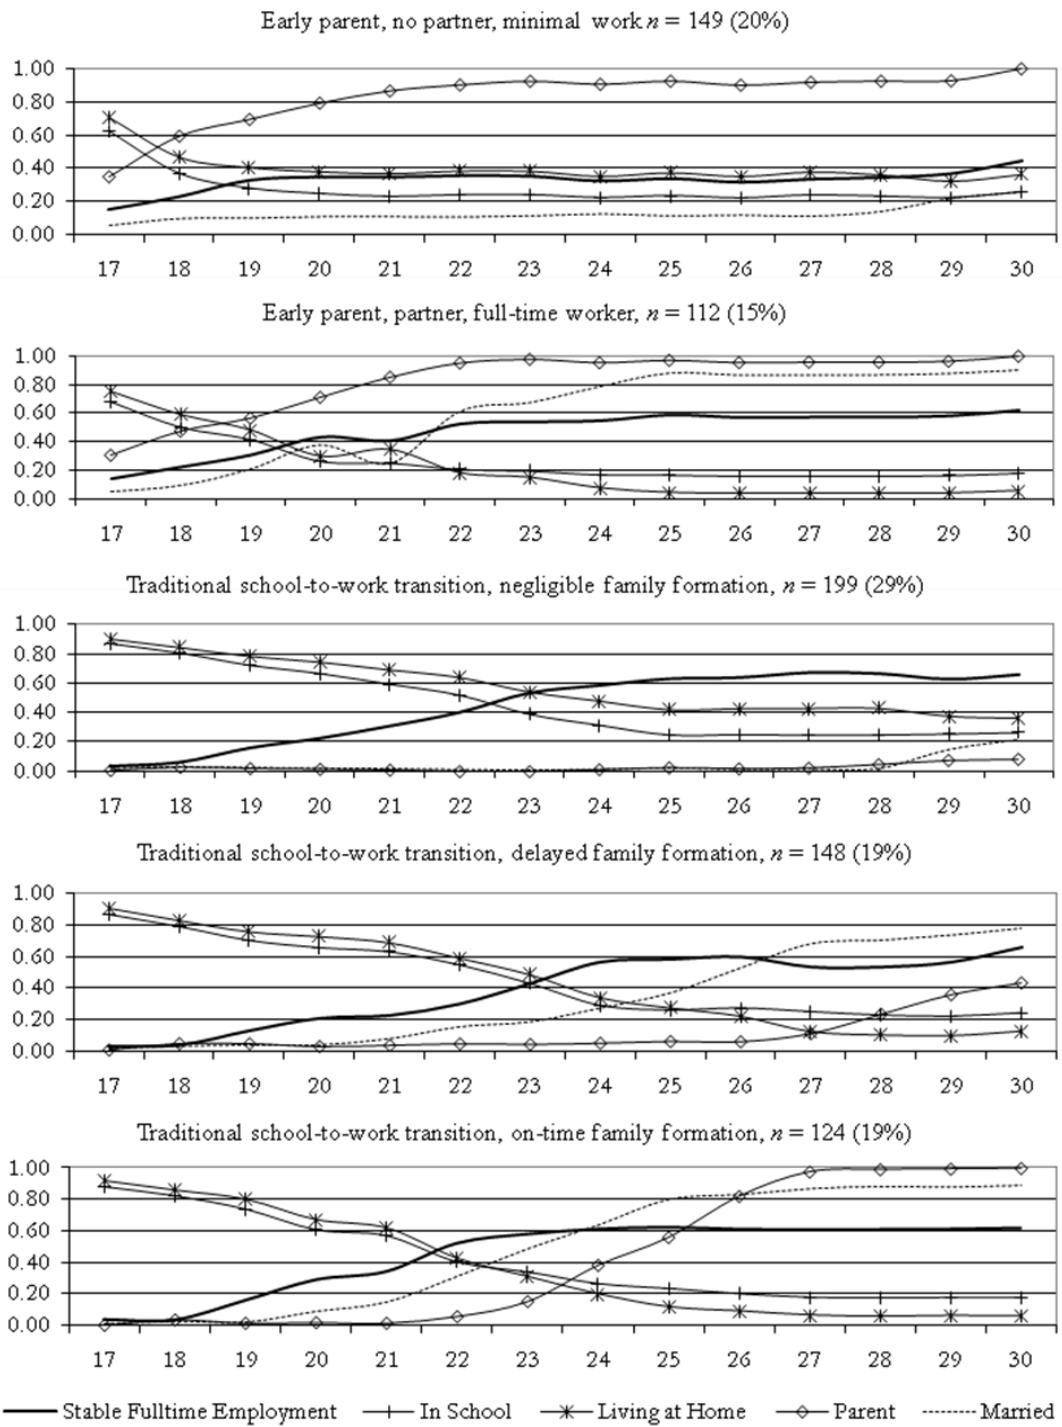 Early parent, no partner, minimal work n = 149 (20%)
1.00
0.80
0.60
0.40
0.20
0.00
17 18 19 20 21 22 23 24 25 26 27 28 29 30
Early parent, partner, full-time worker, n = 112 (15%)
1.00
0.80
0.60
0.40
0.20
0.00
17 18 19 20 21 22 23 24 25 26 27 28 29 30
Traditional school-to-work transition, negligible family formation, n = 199 (29%)
1.00
0.80
0.60
0.40
0.20
0.00
17 18 19 20 21 22 23 24 25 26 27 28 29 30
Traditional school-to-work transition, delayed family formation, n = 148 (19%)
1.00
0.80
0.60
0.40
0.20
0.00
17 18 19 20 21 22 23 24 25 26 27 28 29 30
Traditional school-to-work transition, on-time family formation, n = 124 (19%)
1.00
0.80
0.60
0.40
0.20
0.00
17 18 19 20 21 22 23 24 25 26 27 28 29 30
Stable Fulltime Employment In School Living at Home Parent Married